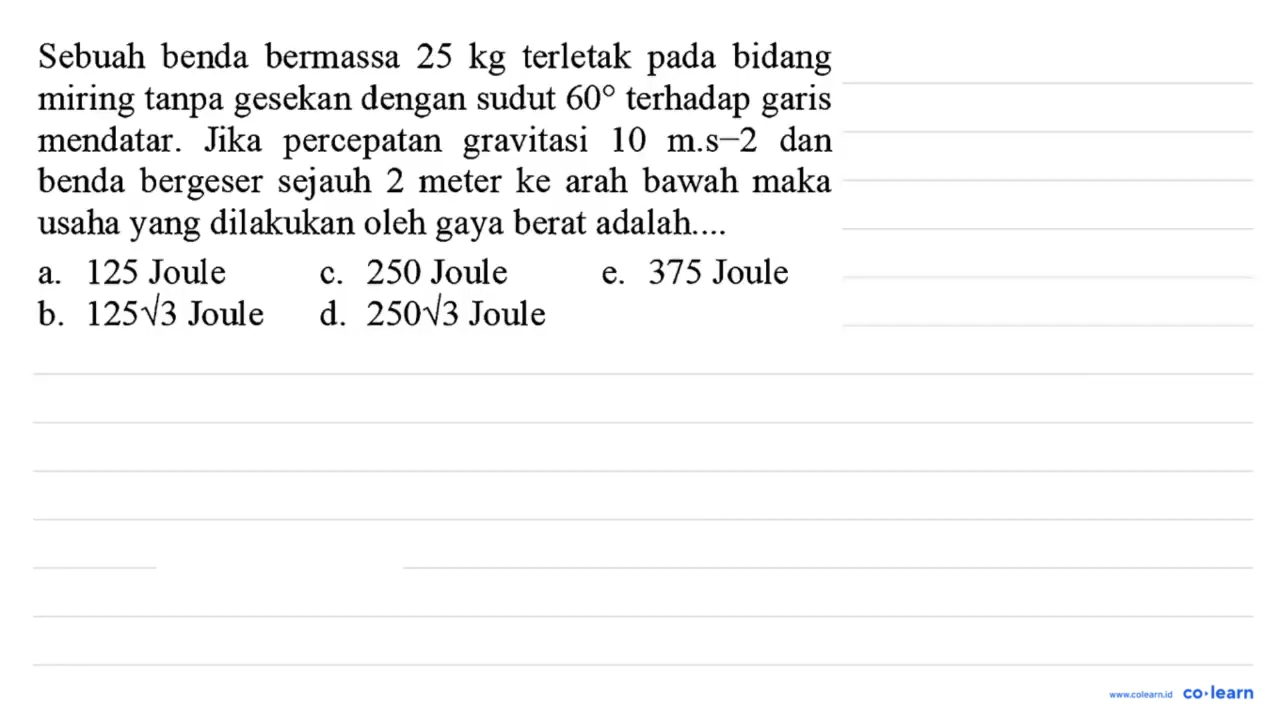 Sebuah benda bermassa 25 kg terletak pada bidang
miring tanpa gesekan dengan sudut 60° terhadap garis
mendatar. Jika percepatan gravitasi 10 m.s−2 dan
benda bergeser sejauh 2 meter ke arah bawah maka
usaha yang dilakukan oleh gaya berat adalah....
a. 125 Joule c. 250 Joule e. 375 Joule
b. 125√3 Joule d. 250√3 Joule
www.colearn.id co·learn